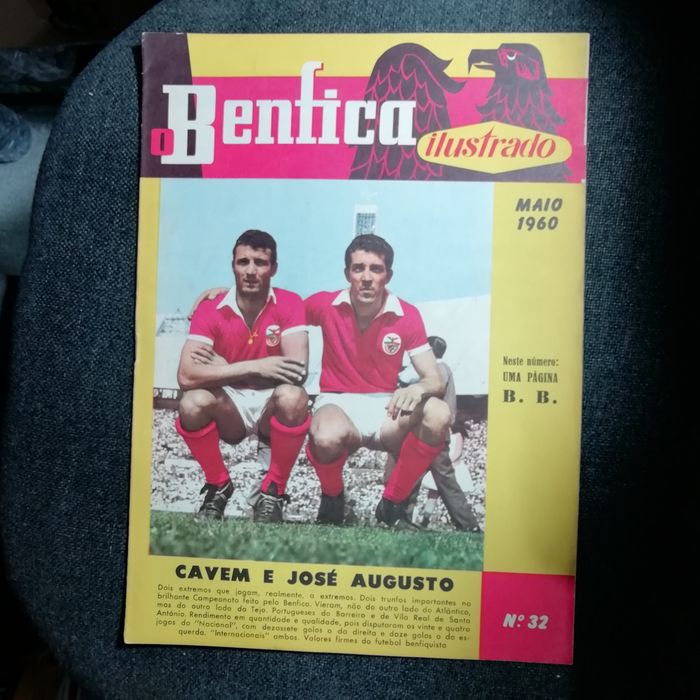 O Benfica
ilustrado
MAIO
1960
Neste número:
UMA PÁGINA
B. B.
CAVEM E JOSÉ AUGUSTO
Dois extremos que jogam, realmente, a extremos. Dois trunfos importantes no
brilhante Campeonato feito pelo Benfica. Vieram, não do outro lado do Atlântico,
mas do outro lado do Tejo. Portugueses do Barreiro e de Vila Real de Santo
António. Rendimento em quantidade e qualidade, pois disputaram os vinte e quatro
jogos do "Nacional", com dezassete golos o da direita e doze golos o da es-
querda. "Internacionais" ambos. Valores firmes do futebol benfiquista
Nº 32